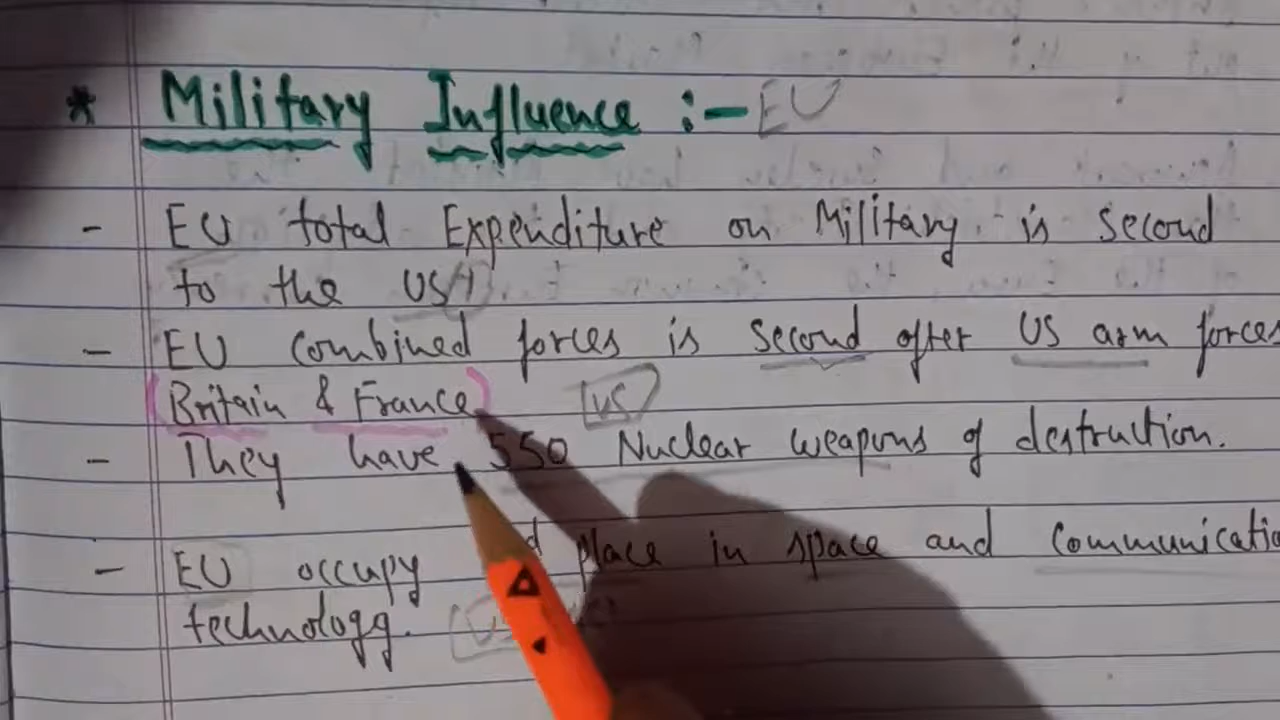 * Military Influence :- EU
- EU total Expenditure on Military is second
to the USA
- EU combined forces is second after US arm forces
(Britain & France) US
- They have 550 Nuclear weapons of destruction.
- EU occupy place in space and communicatio
technology.